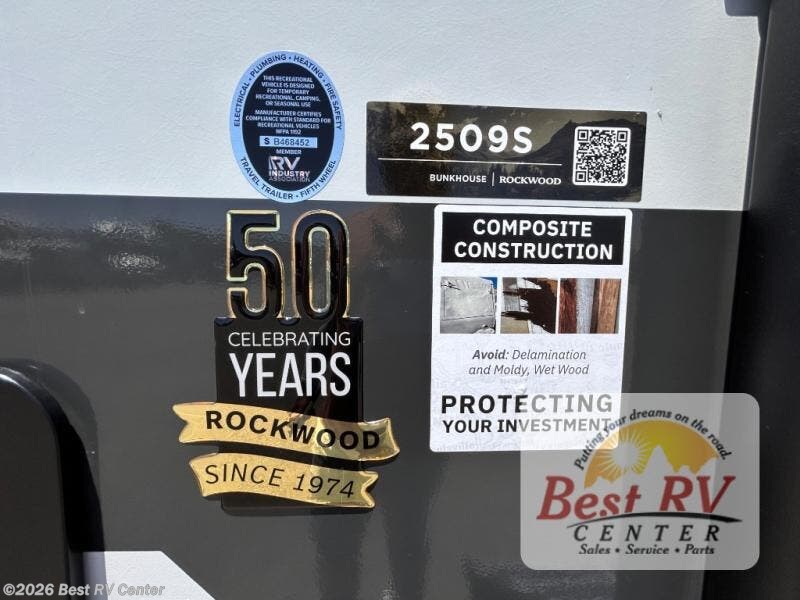 ELECTRICAL • PLUMBING • HEATING • FIRE SAFETY
THIS RECREATIONAL
VEHICLE IS DESIGNED
FOR TEMPORARY
RECREATIONAL, CAMPING,
OR SEASONAL USE
MANUFACTURER CERTIFIES
COMPLIANCE WITH STANDARD FOR
RECREATIONAL VEHICLES
NFPA 1192
S B468452
MEMBER
RV
INDUSTRY
ASSOCIATION
TRAVEL TRAILER • FIFTH WHEEL
2509S
BUNKHOUSE | ROCKWOOD
50
CELEBRATING
YEARS
ROCKWOOD
SINCE 1974
COMPOSITE
CONSTRUCTION
Avoid: Delamination
and Moldy, Wet Wood
PROTECTING
YOUR INVESTMENT
Putting your dreams on the road.
Best RV
CENTER
Sales • Service • Parts
©2026 Best RV Center